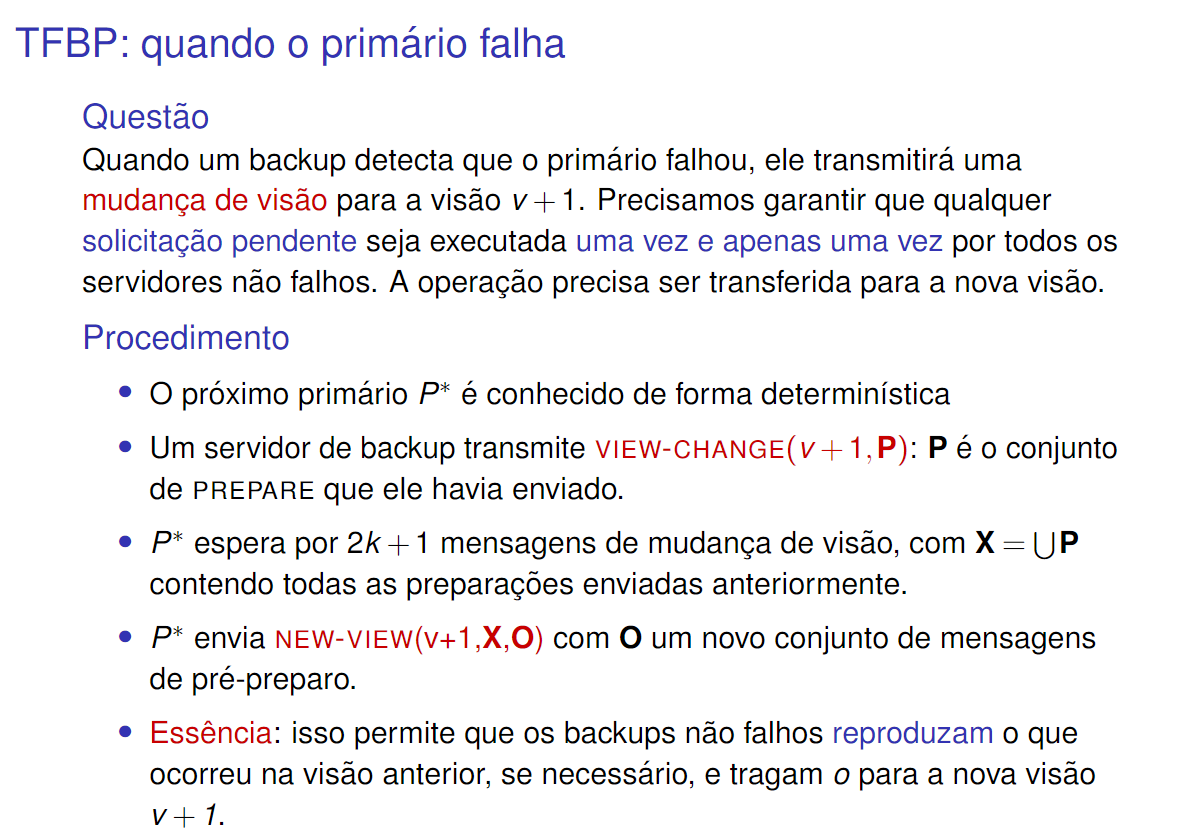 TFBP: quando o primário falha
Questão
Quando um backup detecta que o primário falhou, ele transmitirá uma
mudança de visão para a visão v + 1. Precisamos garantir que qualquer
solicitação pendente seja executada uma vez e apenas uma vez por todos os
servidores não falhos. A operação precisa ser transferida para a nova visão.
Procedimento
• O próximo primário P* é conhecido de forma determinística
• Um servidor de backup transmite VIEW-CHANGE(v + 1, P): P é o conjunto
de PREPARE que ele havia enviado.
• P* espera por 2k + 1 mensagens de mudança de visão, com X = ⋃P
contendo todas as preparações enviadas anteriormente.
• P* envia NEW-VIEW(v+1,X,O) com O um novo conjunto de mensagens
de pré-preparo.
• Essência: isso permite que os backups não falhos reproduzam o que
ocorreu na visão anterior, se necessário, e tragam o para a nova visão
v + 1.